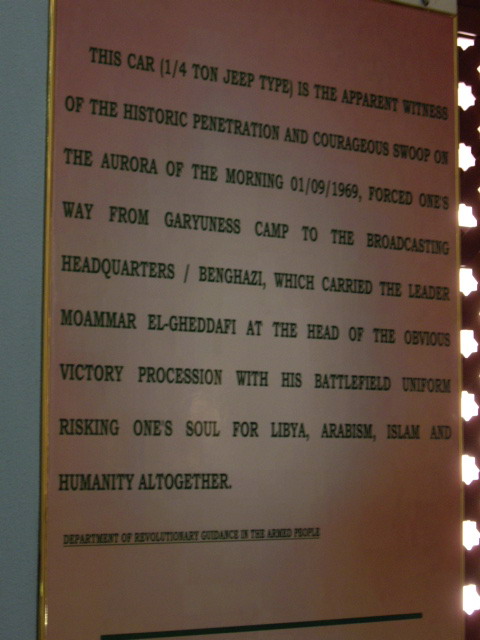 THIS CAR (1/4 TON JEEP TYPE) IS THE APPARENT WITNESS
OF THE HISTORIC PENETRATION AND COURAGEOUS SWOOP ON
THE AURORA OF THE MORNING 01/09/1969, FORCED ONE'S
WAY FROM GARYUNESS CAMP TO THE BROADCASTING
HEADQUARTERS / BENGHAZI, WHICH CARRIED THE LEADER
MOAMMAR EL-GHEDDAFI AT THE HEAD OF THE OBVIOUS
VICTORY PROCESSION WITH HIS BATTLEFIELD UNIFORM
RISKING ONE'S SOUL FOR LIBYA, ARABISM, ISLAM AND
HUMANITY ALTOGETHER.
DEPARTMENT OF REVOLUTIONARY GUIDANCE IN THE ARMED PEOPLE